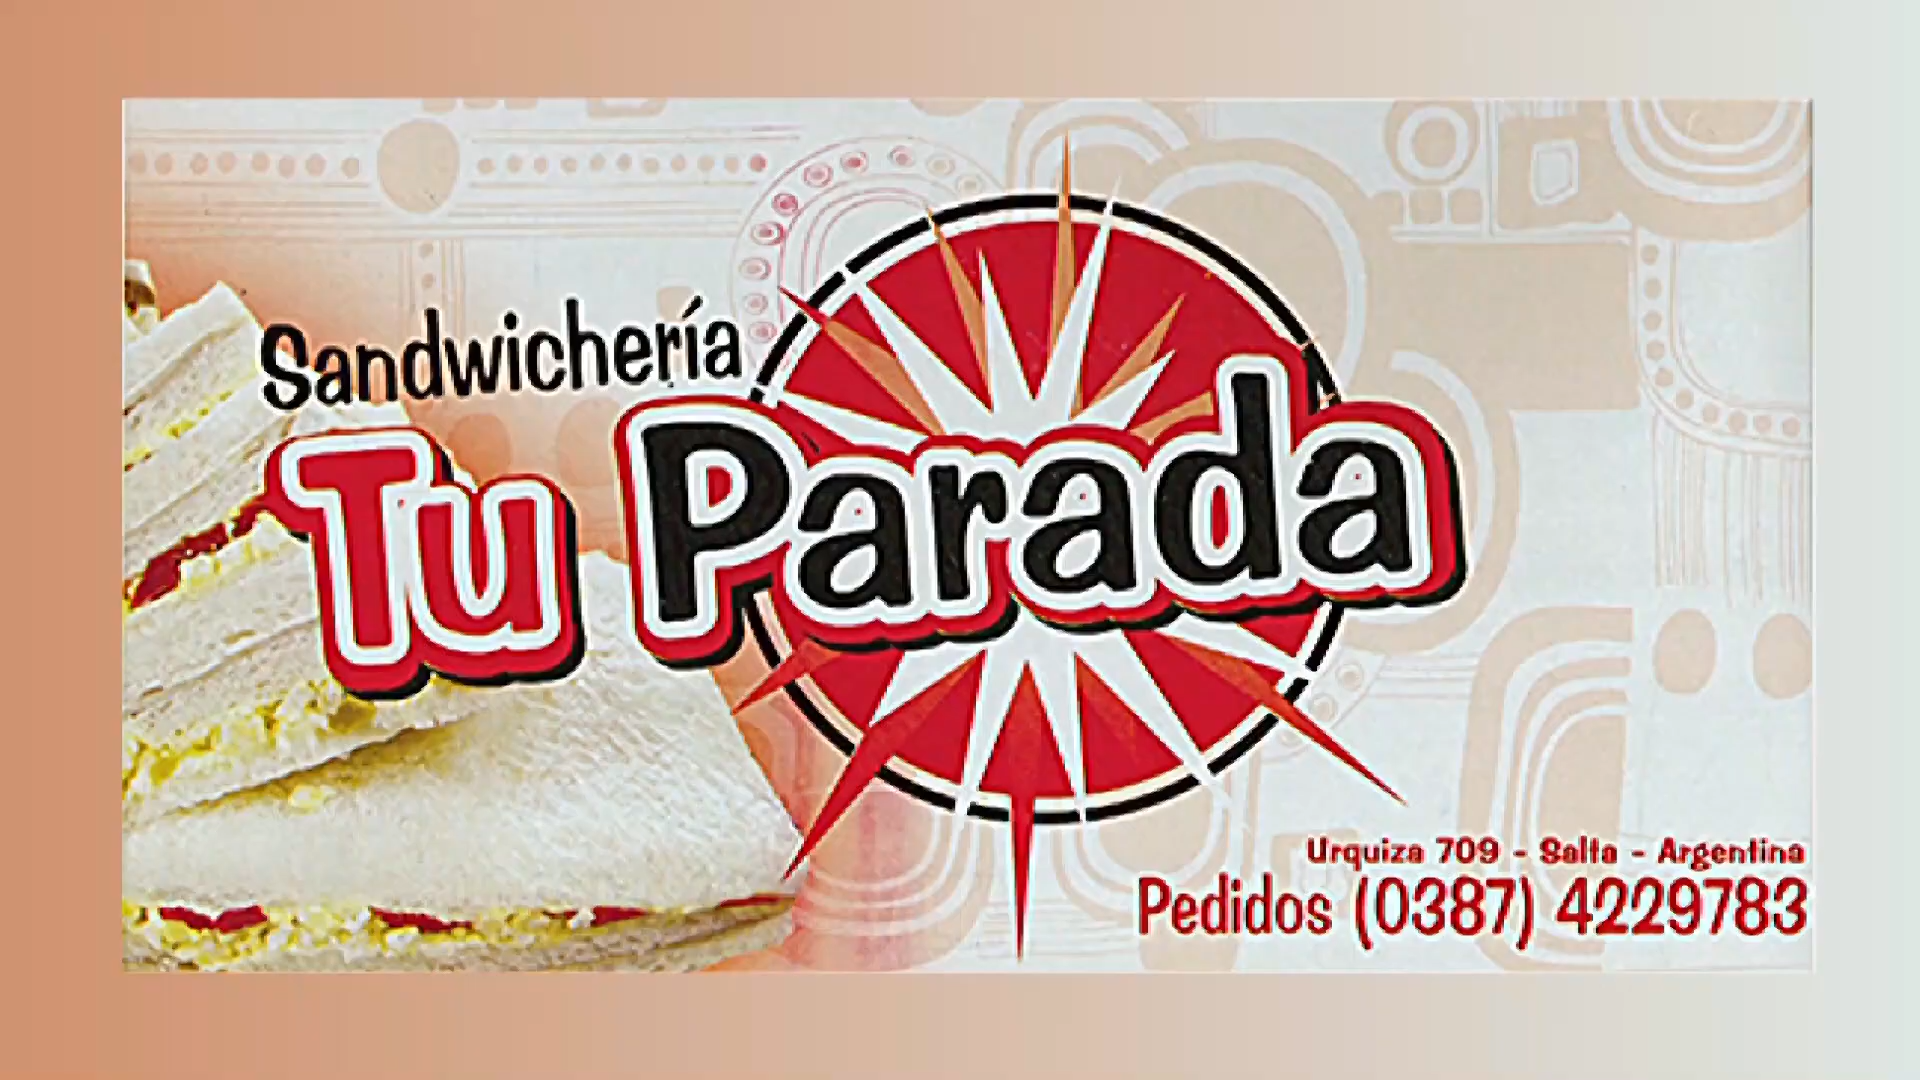 Sandwichería
Tu Parada
Urquiza 709 - Salta - Argentina
Pedidos (0387) 4229783